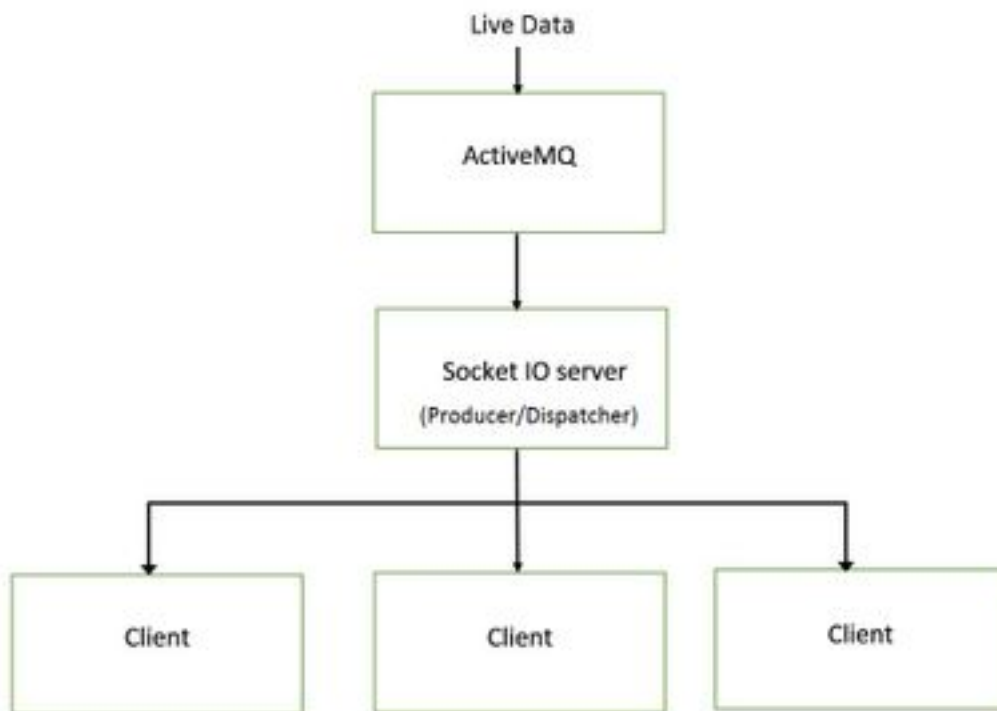 Live Data
ActiveMQ
Socket IO server
(Producer/Dispatcher)
Client
Client
Client